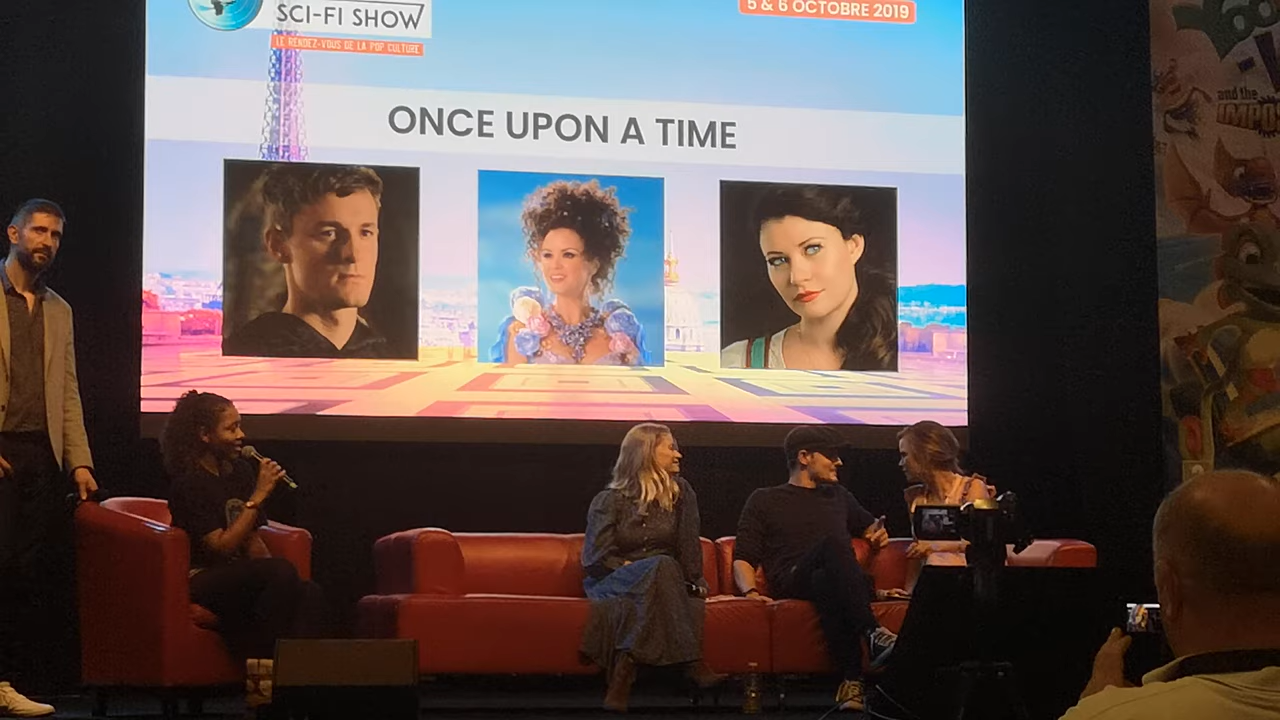 SCI-FI SHOW
LE RENDEZ-VOUS DE LA POP CULTURE
5 & 6 OCTOBRE 2019
ONCE UPON A TIME
and the